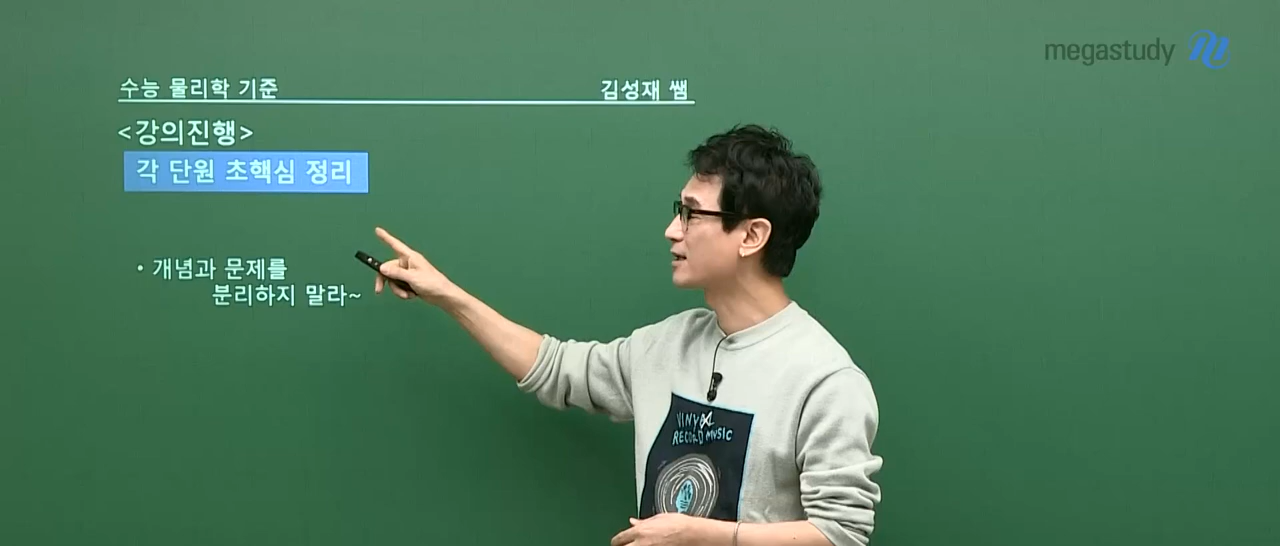 megastudy
수능 물리학 기준 김성재 쌤
<강의진행>
각 단원 초핵심 정리
• 개념과 문제를
분리하지 말라~
VINYL
RECORD MUSIC